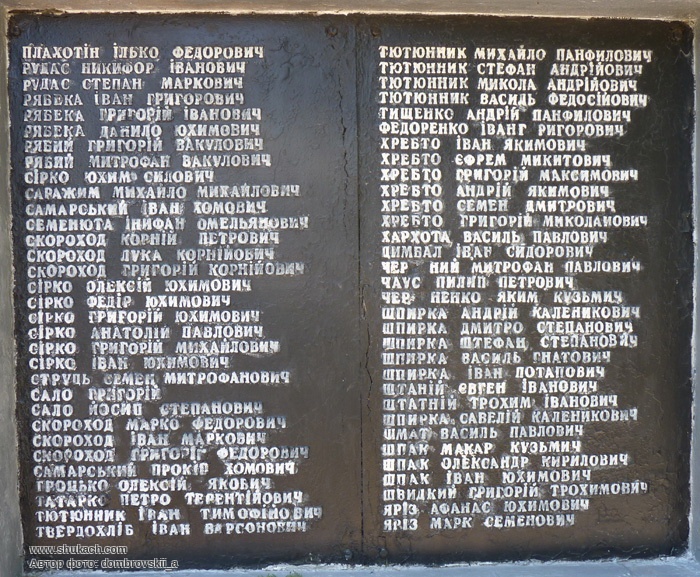 ПЛАХОТІН ІЛЬКО ФЕДОРОВИЧ
РУДАС НИКИФОР ІВАНОВИЧ
РУДАС СТЕПАН МАРКОВИЧ
РЯБЕКА ІВАН ГРИГОРОВИЧ
РЯБЕКА ГРИГОРІЙ ІВАНОВИЧ
РЯБЕКА ДАНИЛО ЮХИМОВИЧ
РЯБИЙ ГРИГОРІЙ ВАКУЛОВИЧ
РЯБИЙ МИТРОФАН ВАКУЛОВИЧ
СІРКО ЮХИМ СИЛОВИЧ
САРАЖИМ МИХАЙЛО МИХАЙЛОВИЧ
САМАРСЬКИЙ ІВАН ХОМОВИЧ
СЕМЕНЮТА ІНИФАН ОМЕЛЬЯНОВИЧ
СКОРОХОД КОРНІЙ ПЕТРОВИЧ
СКОРОХОД ЛУКА КОРНІЙОВИЧ
СКОРОХОД ГРИГОРІЙ КОРНІЙОВИЧ
СІРКО ОЛЕКСІЙ ЮХИМОВИЧ
СІРКО ФЕДІР ЮХИМОВИЧ
СІРКО ГРИГОРІЙ ЮХИМОВИЧ
СІРКО АНАТОЛІЙ ПАВЛОВИЧ
СІРКО ГРИГОРІЙ МИХАЙЛОВИЧ
СІРКО ІВАН ЮХИМОВИЧ
СТРУЦЬ СЕМЕН МИТРОФАНОВИЧ
САЛО ГРИГОРІЙ
САЛО ЙОСИП СТЕПАНОВИЧ
СКОРОХОД МАРКО ФЕДОРОВИЧ
СКОРОХОД ІВАН МАРКОВИЧ
СКОРОХОД ГРИГОРІЙ ФЕДОРОВИЧ
САМАРСЬКИЙ ПРОКІП ХОМОВИЧ
ТРОЦЬКО ОЛЕКСІЙ ЯКОВИЧ
ТАТАРКО ПЕТРО ТЕРЕНТІЙОВИЧ
ТЮТЮННИК ІВАН ТИМОФІЙОВИЧ
ТВЕРДОХЛІБ ІВАН ВАРСОНОВИЧ
ТЮТЮННИК МИХАЙЛО ПАНФИЛОВИЧ
ТЮТЮННИК СТЕФАН АНДРІЙОВИЧ
ТЮТЮННИК МИКОЛА АНДРІЙОВИЧ
ТЮТЮННИК ВАСИЛЬ ФЕДОСІЙОВИЧ
ТИЩЕНКО АНДРІЙ ПАНФИЛОВИЧ
ФЕДОРЕНКО ІВАНГ РИГОРОВИЧ
ХРЕБТО ІВАН ЯКИМОВИЧ
ХРЕБТО ЄФРЕМ МИКИТОВИЧ
ХРЕБТО ГРИГОРІЙ МАКСИМОВИЧ
ХРЕБТО АНДРІЙ ЯКИМОВИЧ
ХРЕБТО СЕМЕН ДМИТРОВИЧ
ХРЕБТО ГРИГОРІЙ МИКОЛАЙОВИЧ
ХАРХОТА ВАСИЛЬ ПАВЛОВИЧ
ЦИМБАЛ ІВАН СИДОРОВИЧ
ЧЕР НИЙ МИТРОФАН ПАВЛОВИЧ
ЧАУС ПИЛИП ПЕТРОВИЧ
ЧЕР НЕНКО ЯКИМ КУЗЬМИЧ
ШПИРКА АНДРІЙ КАЛЕНИКОВИЧ
ШПИРКА ДМИТРО СТЕПАНОВИЧ
ШПИРКА ШТЕФАН СТЕПАНОВИЧ
ШПИРКА ВАСИЛЬ ГНАТОВИЧ
ШПИРКА ІВАН ПОТАПОВИЧ
ШТАНІЙ ЄВГЕН ІВАНОВИЧ
ШТАТНІЙ ТРОХИМ ІВАНОВИЧ
ШПИРКА САВЕЛІЙ КАЛЕНИКОВИЧ
ШМАТ ВАСИЛЬ ПАВЛОВИЧ
ШПАК МАКАР КУЗЬМИЧ
ШПАК ОЛЕКСАНДР КИРИЛОВИЧ
ШПАК ІВАН ЮХИМОВИЧ
ШВИДКИЙ ГРИГОРІЙ ТРОХИМОВИЧ
ЯРІЗ АФАНАС ЮХИМОВИЧ
ЯРІЗ МАРК СЕМЕНОВИЧ
www.shukach.com
Автор фото: dombrovskii_a